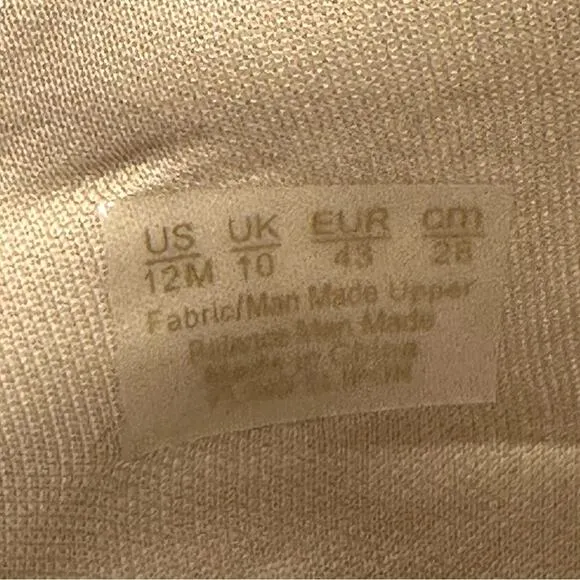 US UK EUR cm
12M 10 43 28
Fabric/Man Made Upper
Balance Man Made
Made in China